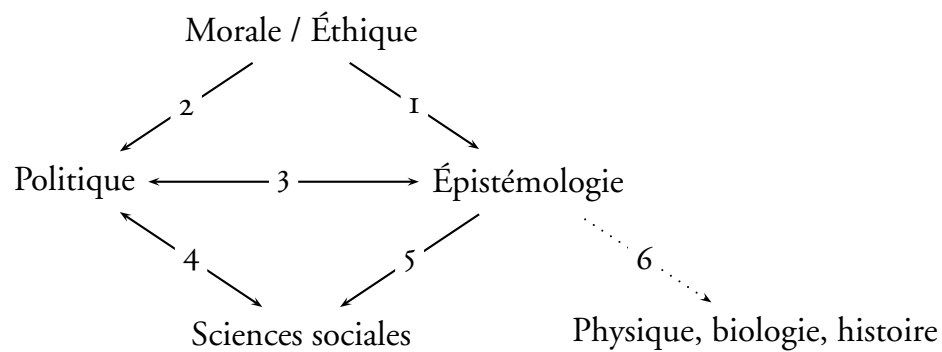 Morale / Éthique
2
1
Politique
3
Épistémologie
4
5
6
Sciences sociales
Physique, biologie, histoire